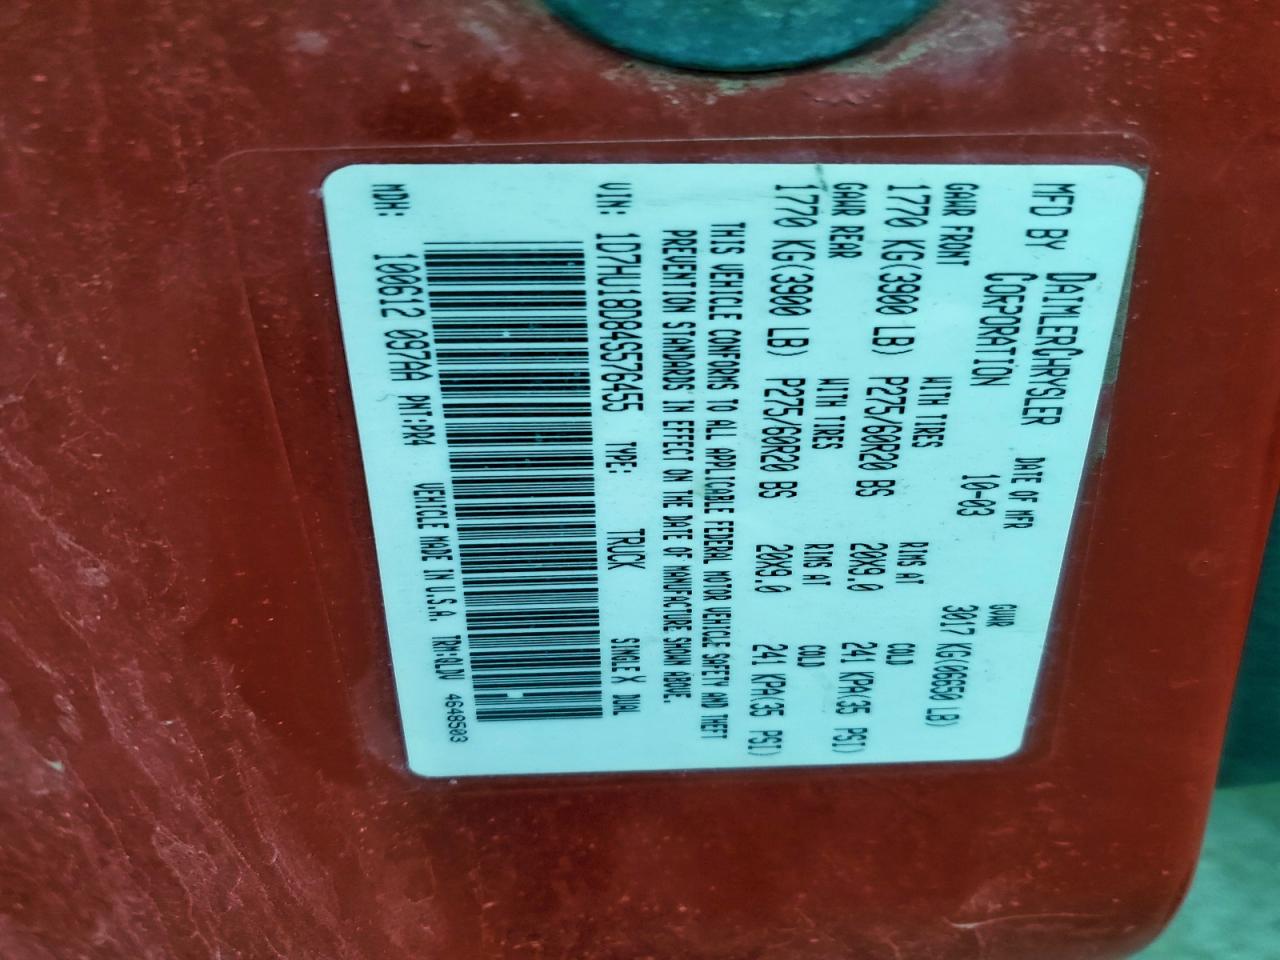 MFD BY DAIMLERCHRYSLER CORPORATION
DATE OF MFR 10-03
GVWR 3017 KG(06650 LB)
GAWR FRONT WITH TIRES RIMS AT COLD
1770 KG(3900 LB) P275/60R20 BS 20X9.0 241 KPA(35 PSI)
GAWR REAR WITH TIRES RIMS AT COLD
1770 KG(3900 LB) P275/60R20 BS 20X9.0 241 KPA(35 PSI)
THIS VEHICLE CONFORMS TO ALL APPLICABLE FEDERAL MOTOR VEHICLE SAFETY AND THEFT
PREVENTION STANDARDS IN EFFECT ON THE DATE OF MANUFACTURE SHOWN ABOVE.
VIN: 1D7HU18D84S576455 TYPE: TRUCK SINGLE X DUAL
MDH: 100612 097AA PNT:PR4 VEHICLE MADE IN U.S.A. TRM:GLDV 4648503